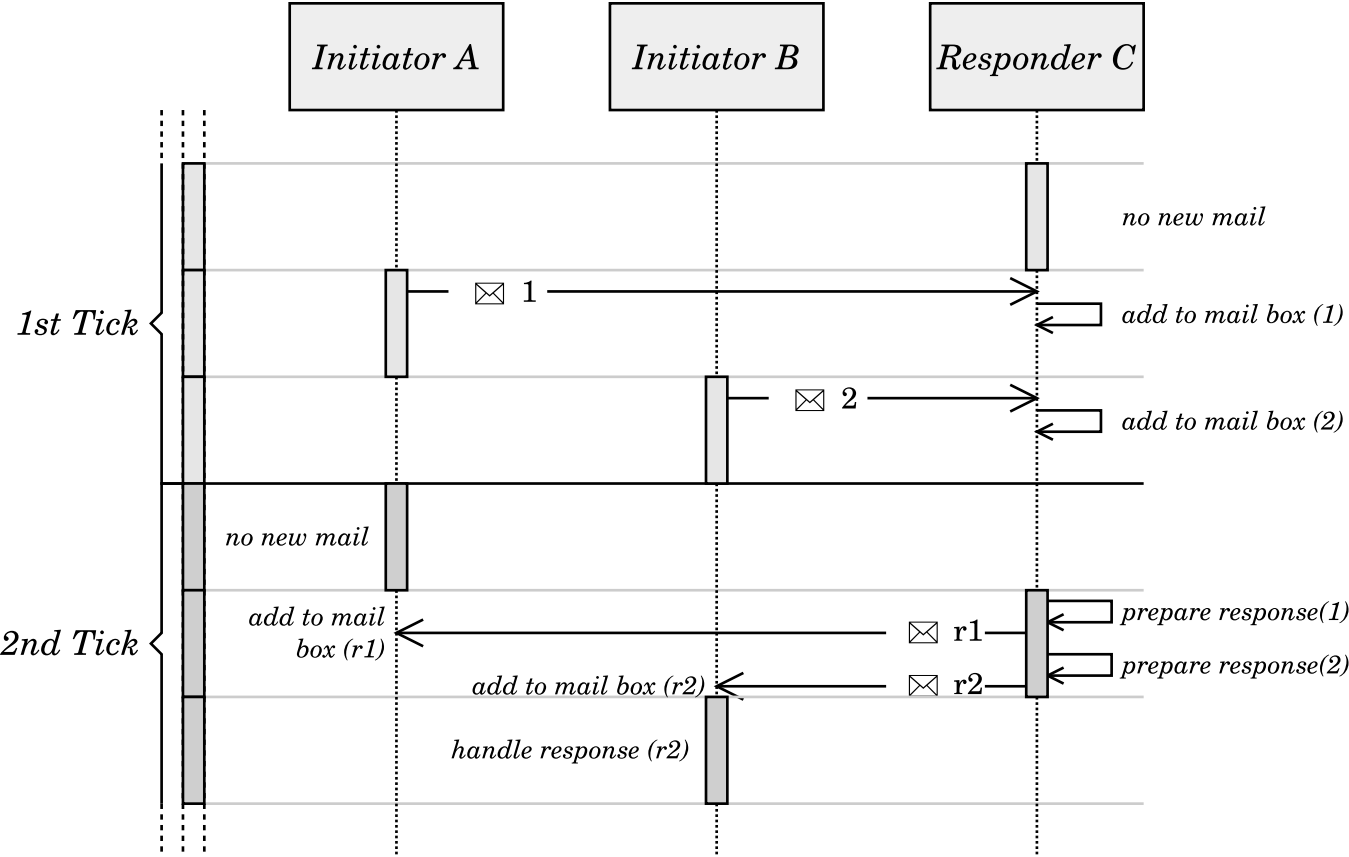 Initiator A
Initiator B
Responder C
no new mail
1
add to mail box (1)
1st Tick
2
add to mail box (2)
no new mail
add to mail
box (r1)
r1
prepare response(1)
2nd Tick
prepare response(2)
add to mail box (r2)
r2
handle response (r2)